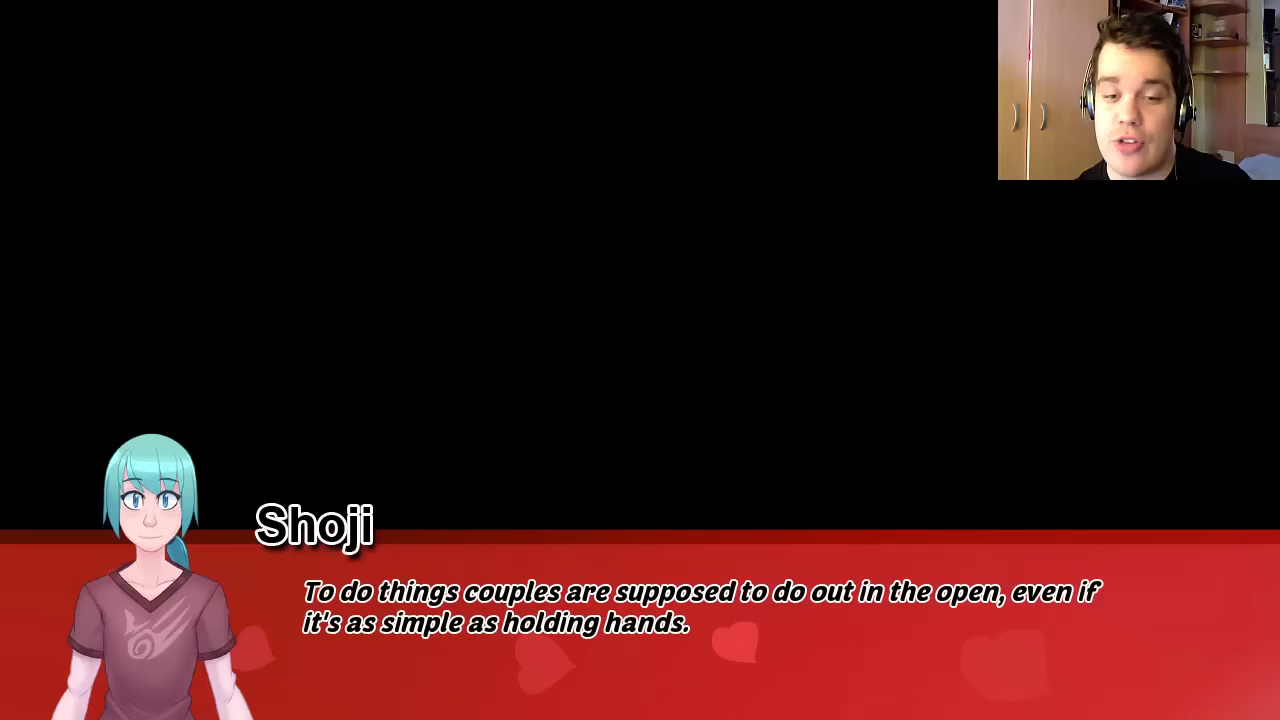 Shoji
To do things couples are supposed to do out in the open, even if
it's as simple as holding hands.